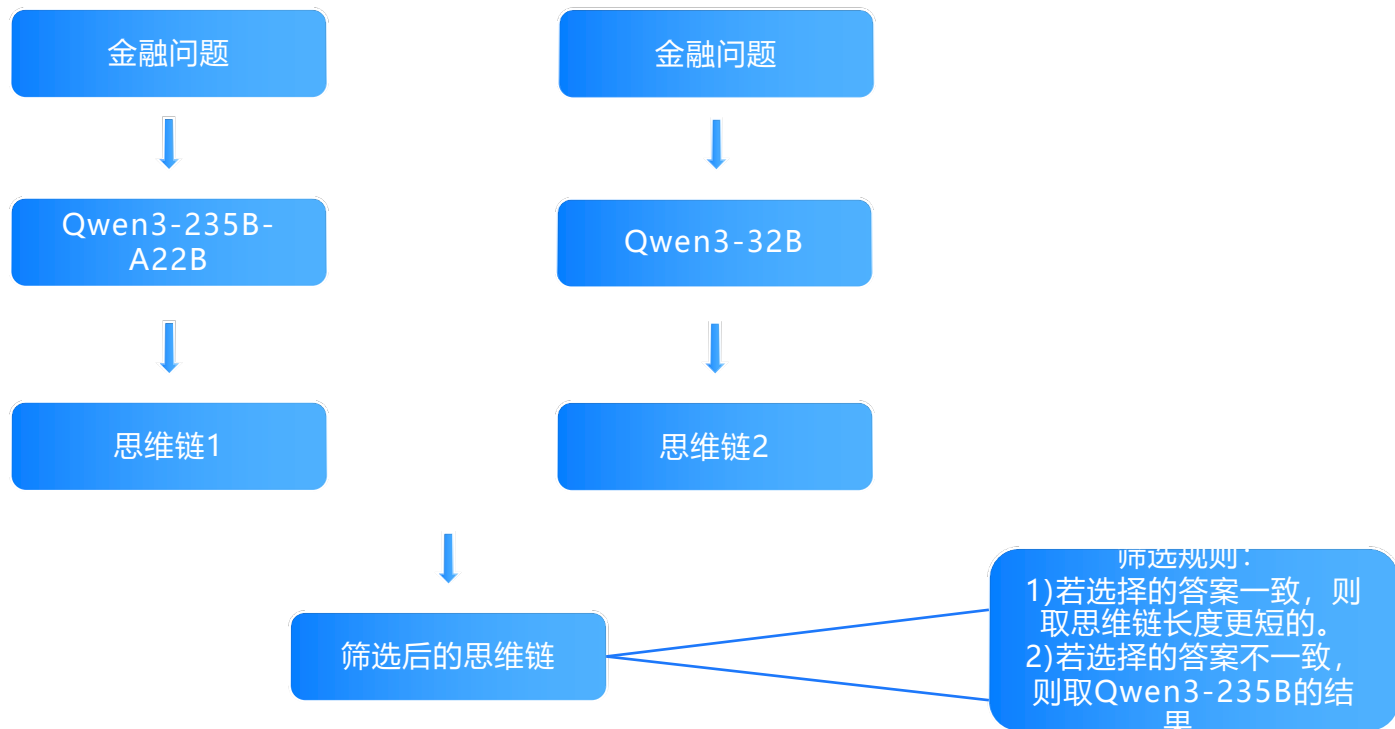 金融问题
金融问题
Qwen3-235B-
A22B
Qwen3-32B
思维链1
思维链2
筛选后的思维链
筛选规则：
1)若选择的答案一致，则
取思维链长度更短的。
2)若选择的答案不一致，
则取Qwen3-235B的结
果